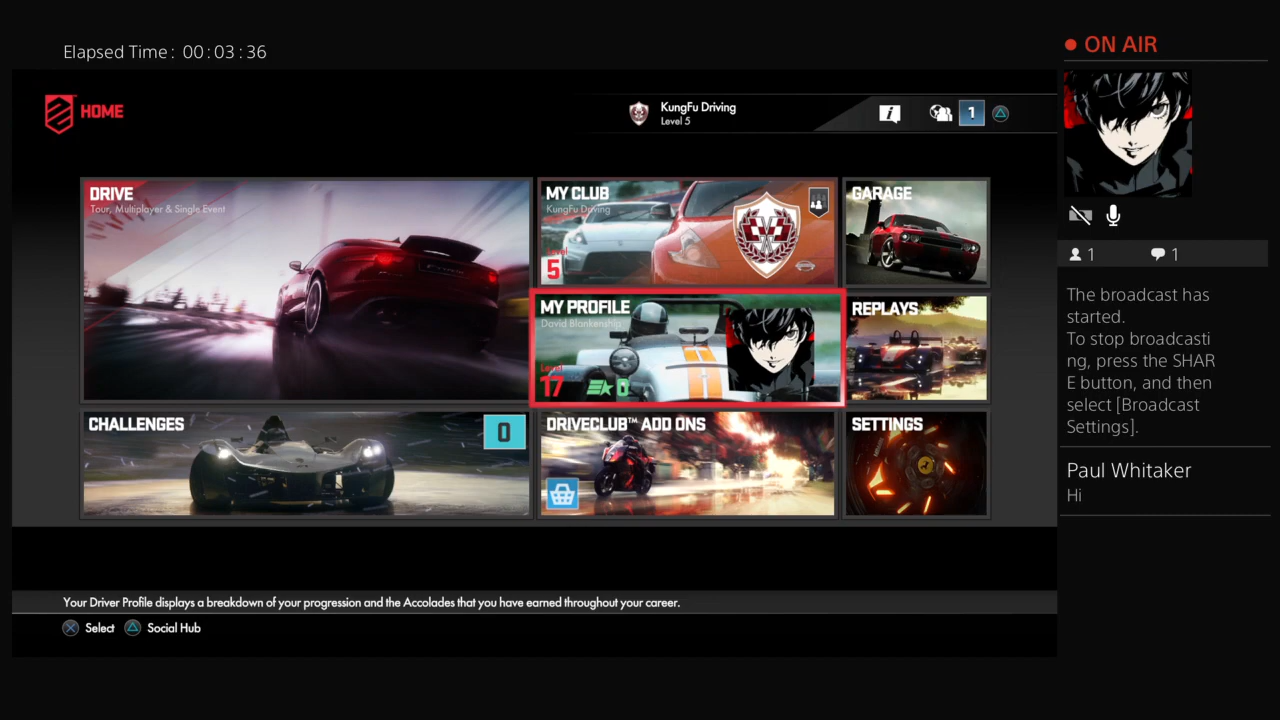 Elapsed Time: 00:03:36
ON AIR
HOME
KungFu Driving
Level 5
1
DRIVE
Tour, Multiplayer & Single Event
MY CLUB
KungFu Driving
Level
5
GARAGE
MY PROFILE
David Blankenship
Level
17
0
REPLAYS
CHALLENGES
0
DRIVECLUB™ ADD ONS
SETTINGS
Your Driver Profile displays a breakdown of your progression and the Accolades that you have earned throughout your career.
Select
Social Hub
1
1
The broadcast has
started.
To stop broadcasti
ng, press the SHAR
E button, and then
select [Broadcast
Settings].
Paul Whitaker
Hi